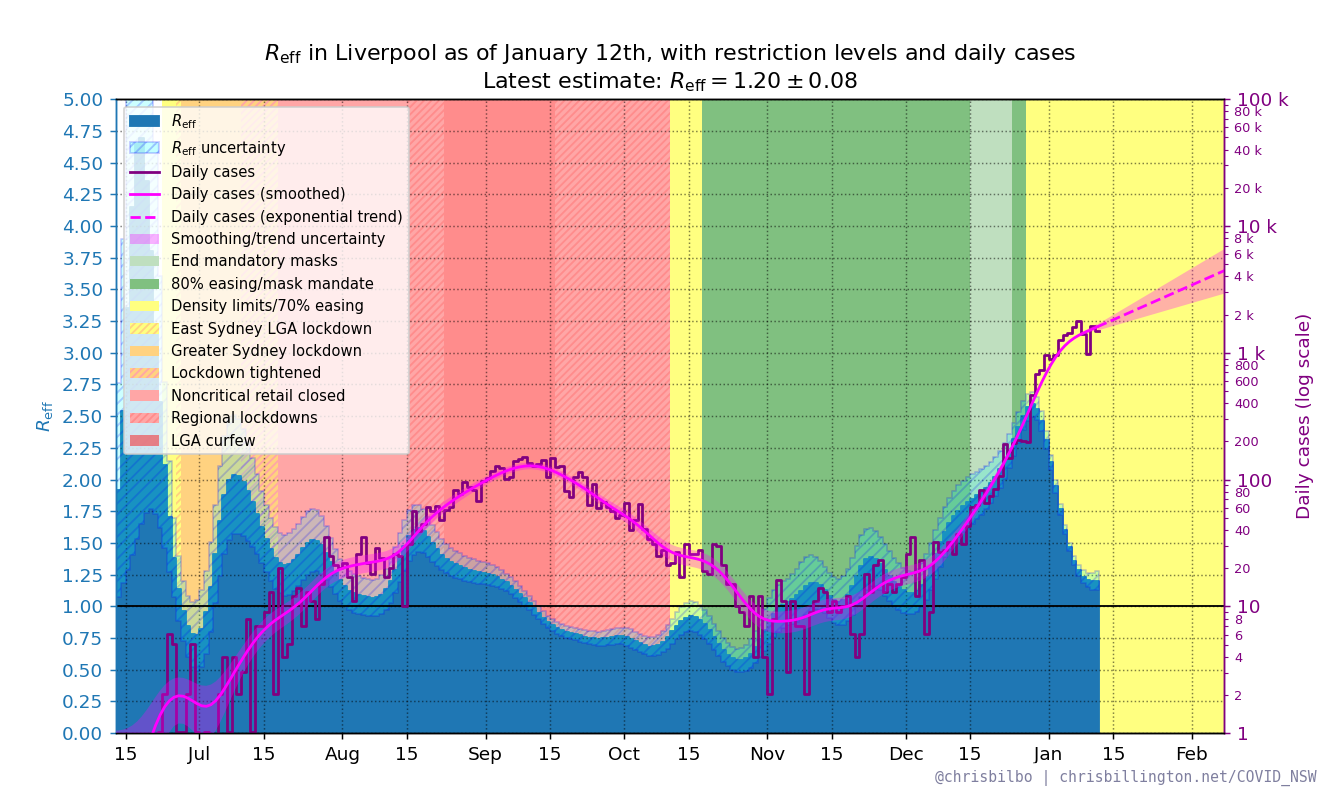 Reff in Liverpool as of January 12th, with restriction levels and daily cases
Latest estimate: Reff = 1.20 ± 0.08
5.00
4.75
4.50
4.25
4.00
3.75
3.50
3.25
3.00
2.75
2.50
2.25
2.00
1.75
1.50
1.25
1.00
0.75
0.50
0.25
0.00
Reff
Reff
Reff uncertainty
Daily cases
Daily cases (smoothed)
Daily cases (exponential trend)
Smoothing/trend uncertainty
End mandatory masks
80% easing/mask mandate
Density limits/70% easing
East Sydney LGA lockdown
Greater Sydney lockdown
Lockdown tightened
Noncritical retail closed
Regional lockdowns
LGA curfew
100 k
80 k
60 k
40 k
20 k
10 k
8 k
6 k
4 k
2 k
1 k
800
600
400
200
100
80
60
40
20
10
8
6
4
2
1
Daily cases (log scale)
15 Jul 15 Aug 15 Sep 15 Oct 15 Nov 15 Dec 15 Jan 15 Feb
@chrisbilbo | chrisbillington.net/COVID_NSW